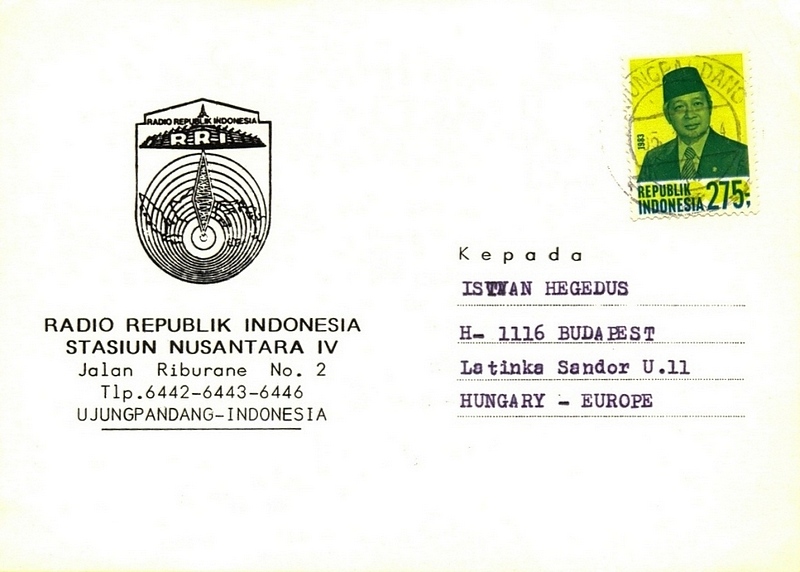 RADIO REPUBLIK INDONESIA
RRI
RADIO REPUBLIK INDONESIA
STASIUN NUSANTARA IV
Jalan Riburane No. 2
Tlp.6442-6443-6446
UJUNGPANDANG-INDONESIA
UJUNGPANDANG
1983
REPUBLIK
INDONESIA 275;-
Kepada
ISTVAN HEGEDUS
H- 1116 BUDAPEST
Latinka Sandor U.11
HUNGARY - EUROPE